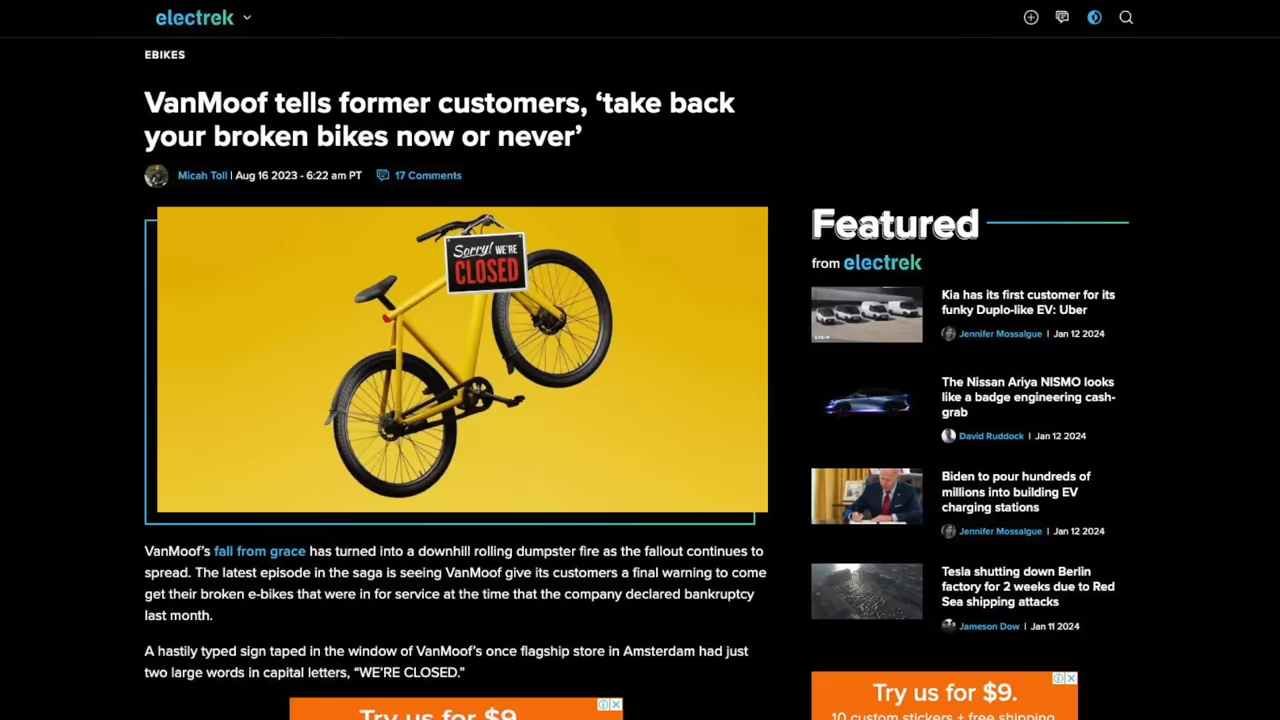 electrek
EBIKES
VanMoof tells former customers, ‘take back
your broken bikes now or never’
Micah Toll | Aug 16 2023 - 6:22 am PT
17 Comments
Sorry! WE'RE
CLOSED
VanMoof’s fall from grace has turned into a downhill rolling dumpster fire as the fallout continues to
spread. The latest episode in the saga is seeing VanMoof give its customers a final warning to come
get their broken e-bikes that were in for service at the time that the company declared bankruptcy
last month.
A hastily typed sign taped in the window of VanMoof’s once flagship store in Amsterdam had just
two large words in capital letters, “WE’RE CLOSED.”
Try us for $9.
Featured
from electrek
Kia has its first customer for its
funky Duplo-like EV: Uber
Jennifer Mossalgue | Jan 12 2024
The Nissan Ariya NISMO looks
like a badge engineering cash-
grab
David Ruddock | Jan 12 2024
Biden to pour hundreds of
millions into building EV
charging stations
Jennifer Mossalgue | Jan 12 2024
Tesla shutting down Berlin
factory for 2 weeks due to Red
Sea shipping attacks
Jameson Dow | Jan 11 2024
Try us for $9.
10 custom stickers + free shipping